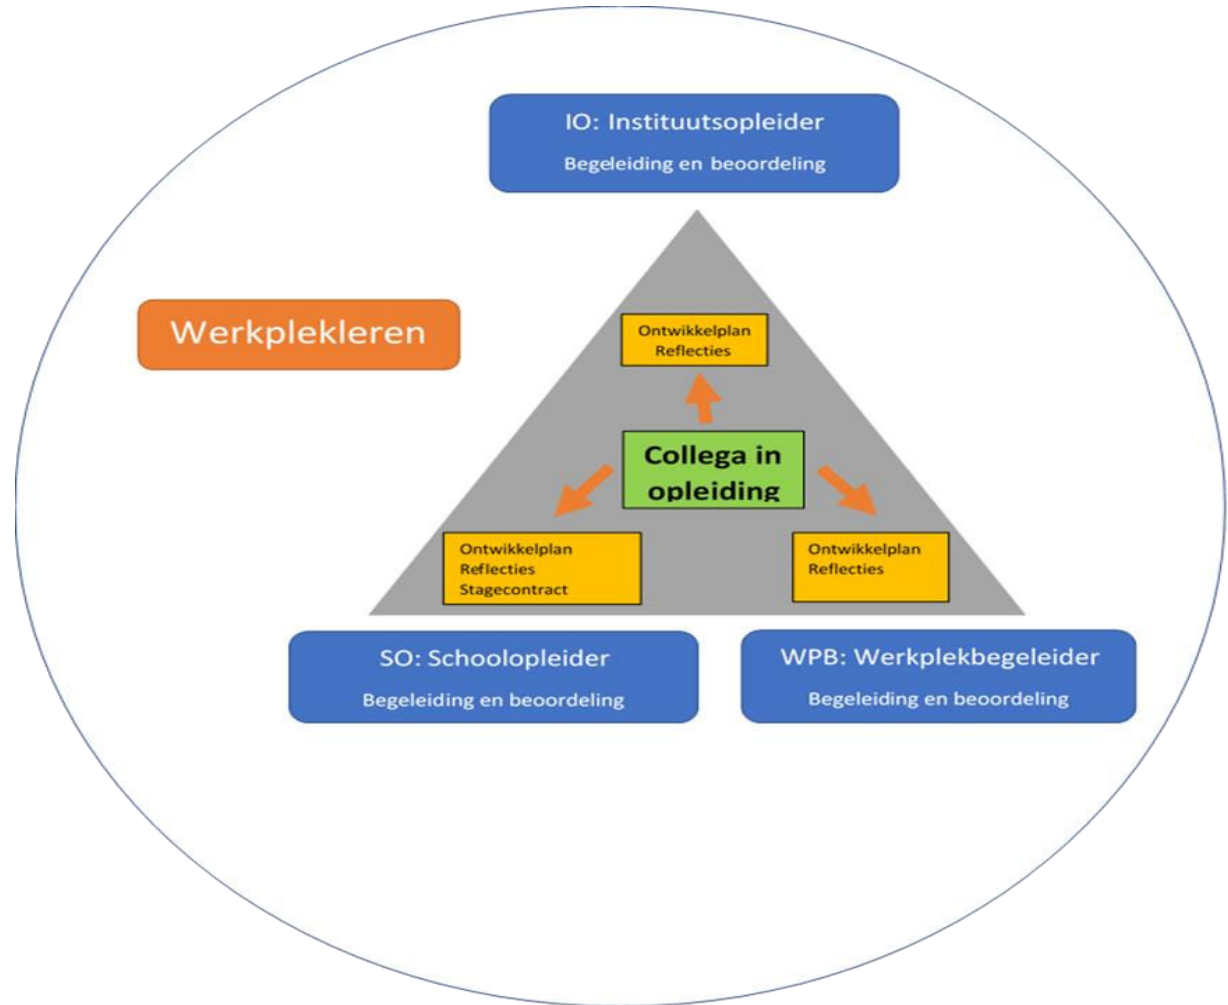 IO: Instituutsopleider
Begeleiding en beoordeling
Werkplekleren
Ontwikkelplan
Reflecties
Collega in
opleiding
Ontwikkelplan
Reflecties
Stagecontract
Ontwikkelplan
Reflecties
SO: Schoolopleider
Begeleiding en beoordeling
WPB: Werkplekbegeleider
Begeleiding en beoordeling